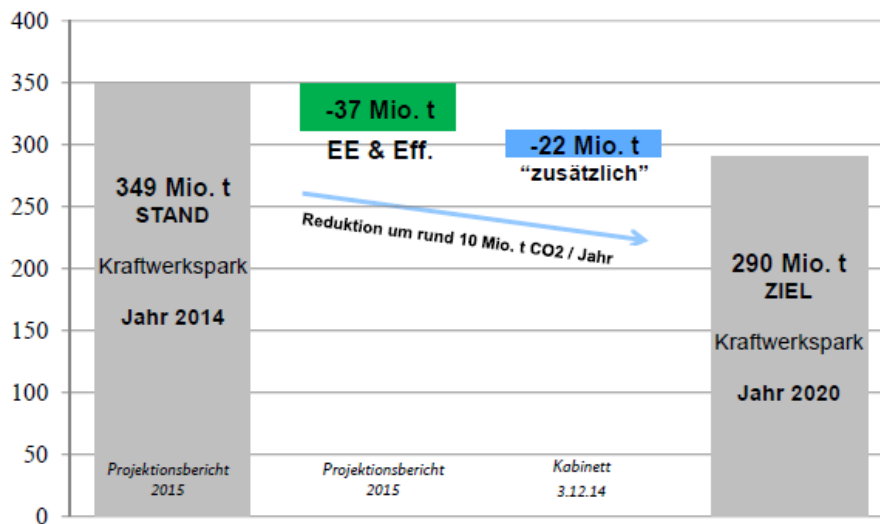 400
350
300
250
200
150
100
50
0
349 Mio. t
STAND
Kraftwerkspark
Jahr 2014
Projektionsbericht
2015
-37 Mio. t
EE & Eff.
Projektionsbericht
2015
-22 Mio. t
“zusätzlich”
Kabinett
3.12.14
Reduktion um rund 10 Mio. t CO2 / Jahr
290 Mio. t
ZIEL
Kraftwerkspark
Jahr 2020